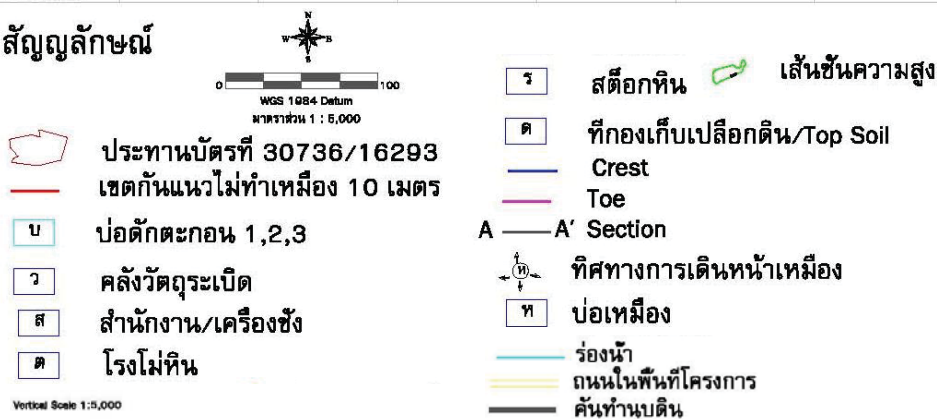 สัญญลักษณ์
N
W E
S
0 100
WGS 1984 Datum
มาตราส่วน 1 : 5,000
ประทานบัตรที่ 30736/16293
เขตกันแนวไม่ทำเหมือง 10 เมตร
บ บ่อดักตะกอน 1,2,3
ว คลังวัตถุระเบิด
ส สำนักงาน/เครื่องชั่ง
ต โรงโม่หิน
Vertical Scale 1:5,000
ร สต็อกหิน เส้นชั้นความสูง
ด ที่กองเก็บเปลือกดิน/Top Soil
Crest
Toe
A A' Section
ห ทิศทางการเดินหน้าเหมือง
ห บ่อเหมือง
ร่องน้ำ
ถนนในพื้นที่โครงการ
คันทำนบดิน